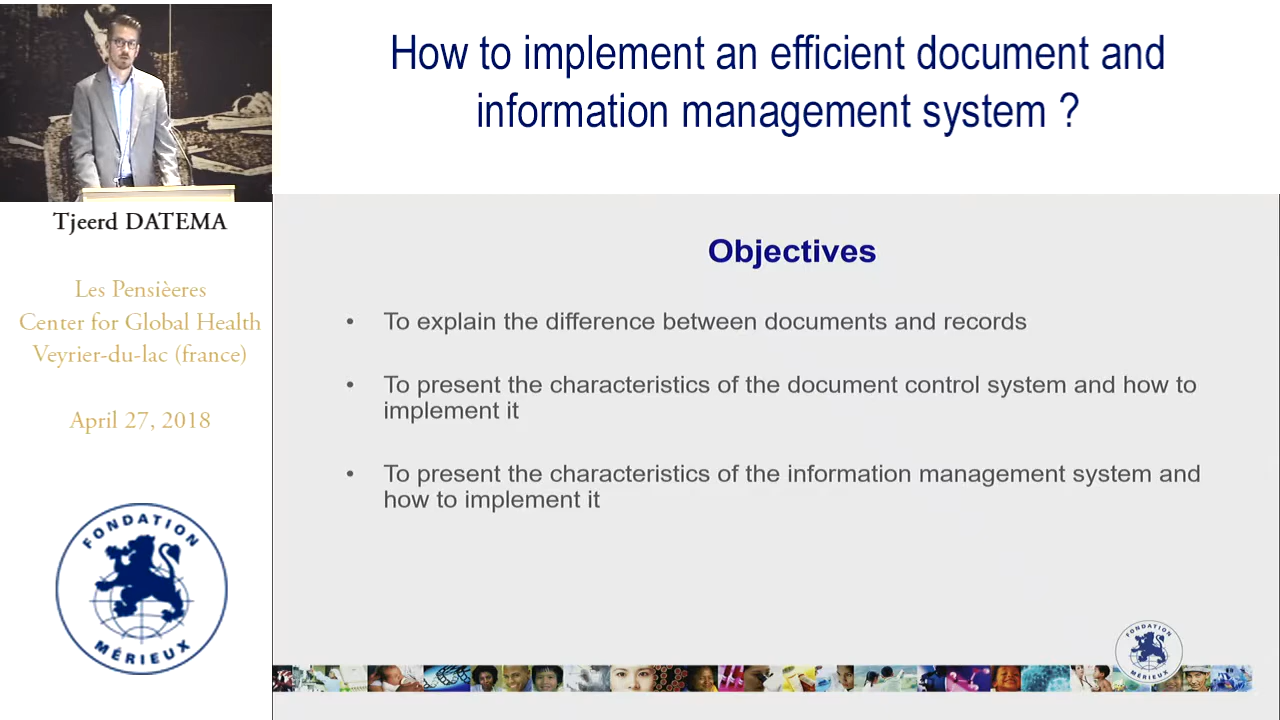 How to implement an efficient document and
information management system ?
Tjeerd DATEMA
Les Pensièeres
Center for Global Health
Veyrier-du-lac (france)
April 27, 2018
FONDATION
MÉRIEUX
Objectives
• To explain the difference between documents and records
• To present the characteristics of the document control system and how to
implement it
• To present the characteristics of the information management system and
how to implement it
FONDATION
MÉRIEUX